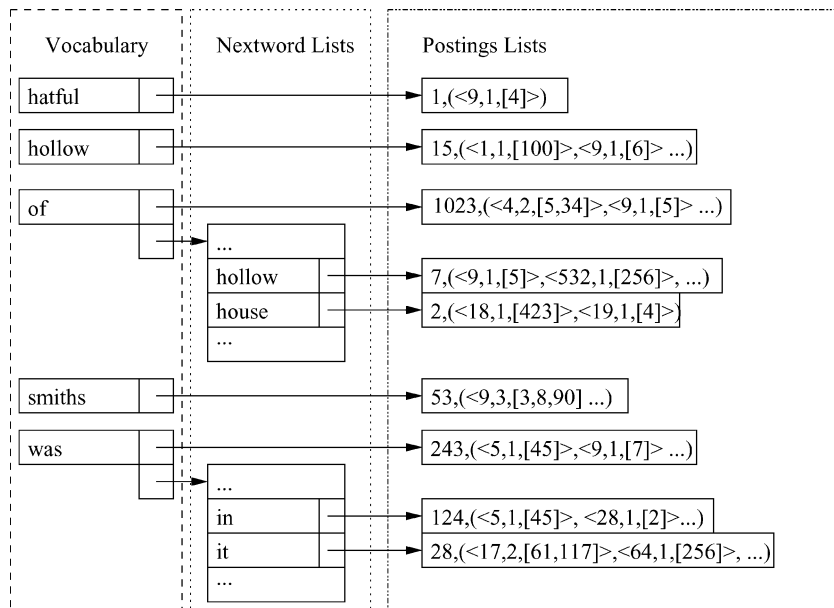 Vocabulary Nextword Lists Postings Lists
hatful 1,(<9,1,[4]>)
hollow 15,(<1,1,[100]>,<9,1,[6]> ...)
of 1023,(<4,2,[5,34]>,<9,1,[5]> ...)
...
hollow 7,(<9,1,[5]>,<532,1,[256]>, ...)
house 2,(<18,1,[423]>,<19,1,[4]>)
...
smiths 53,(<9,3,[3,8,90] ...)
was 243,(<5,1,[45]>,<9,1,[7]> ...)
...
in 124,(<5,1,[45]>, <28,1,[2]>...)
it 28,(<17,2,[61,117]>,<64,1,[256]>, ...)
...